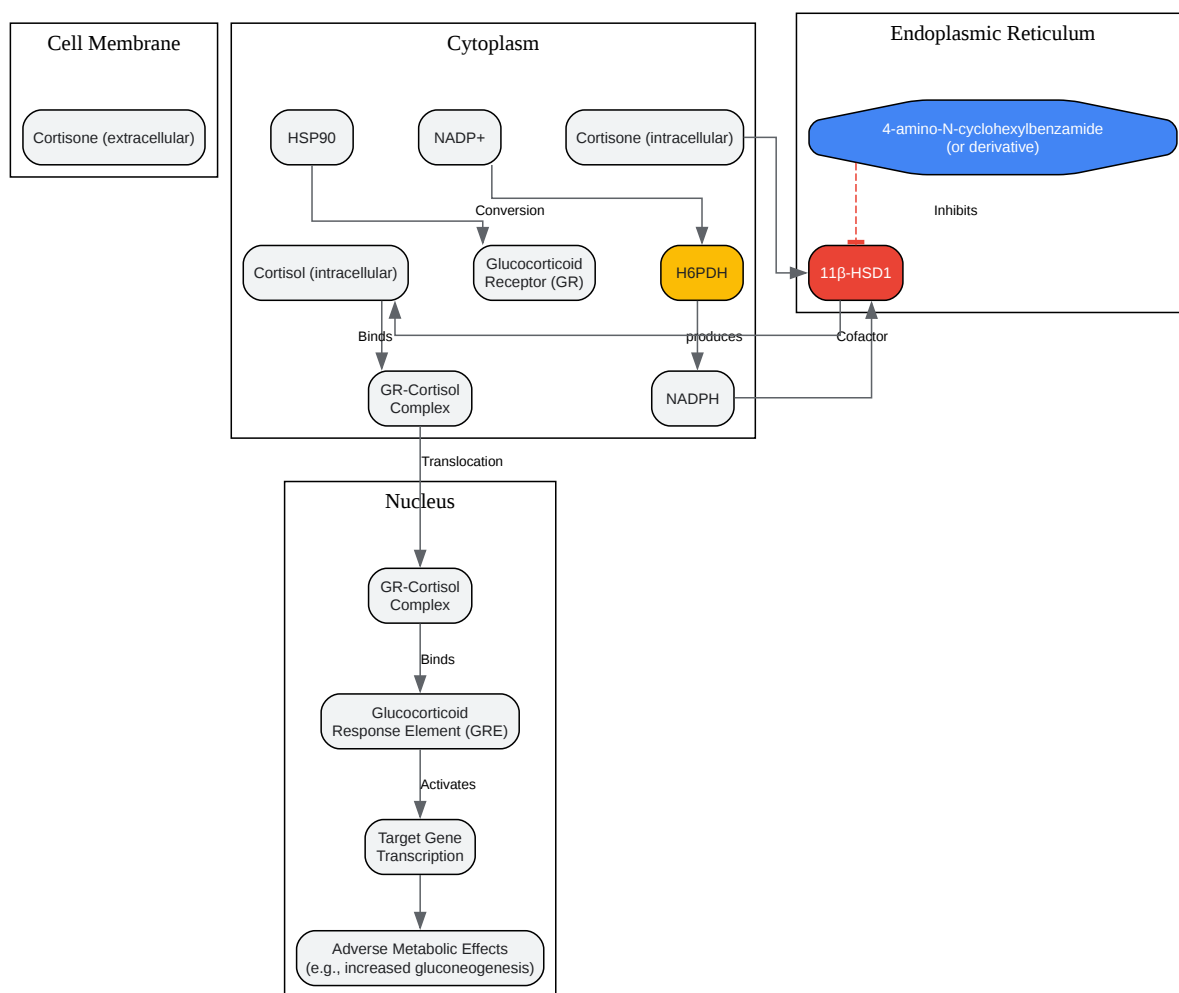 Cell Membrane
Cytoplasm
Endoplasmic Reticulum
Cortisone (extracellular)
HSP90
NADP+
Cortisone (intracellular)
4-amino-N-cyclohexylbenzamide
(or derivative)
Conversion
Inhibits
Cortisol (intracellular)
Glucocorticoid
Receptor (GR)
H6PDH
11β-HSD1
Binds
produces
Cofactor
GR-Cortisol
Complex
NADPH
Translocation
Nucleus
GR-Cortisol
Complex
Binds
Glucocorticoid
Response Element (GRE)
Activates
Target Gene
Transcription
Adverse Metabolic Effects
(e.g., increased gluconeogenesis)